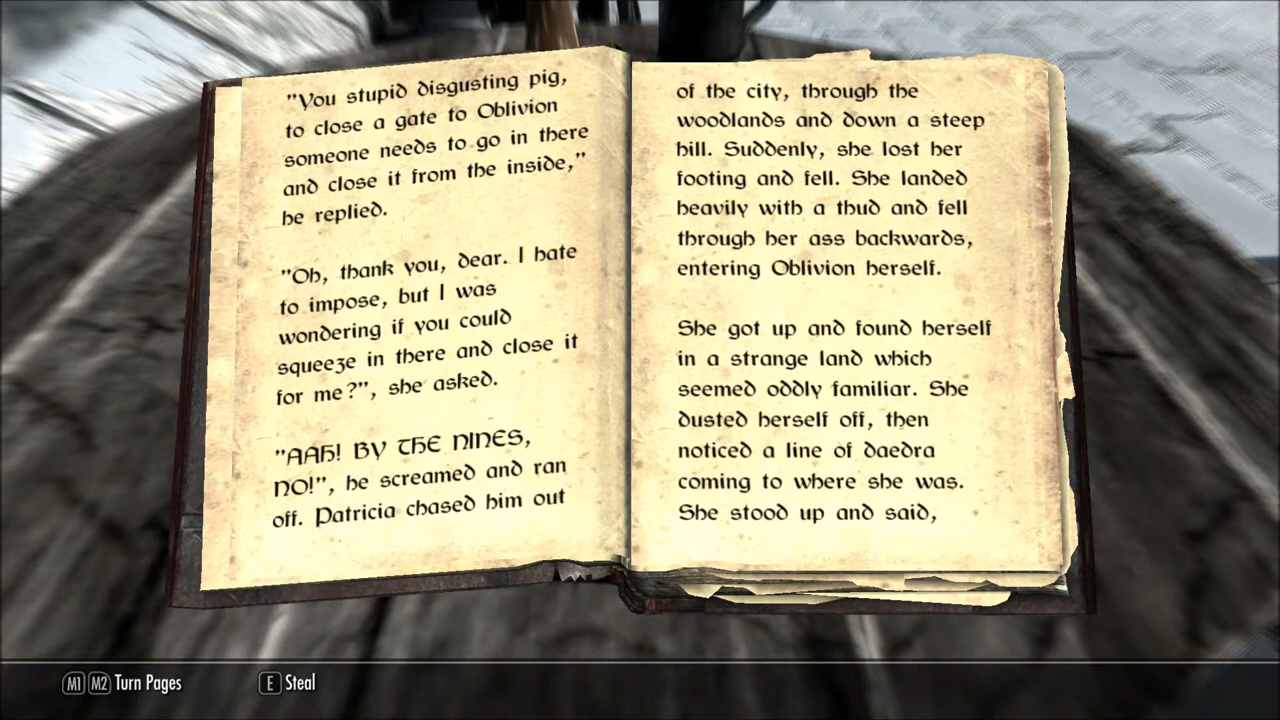 "You stupid disgusting pig,
to close a gate to Oblivion
someone needs to go in there
and close it from the inside,"
he replied.
"Oh, thank you, dear. I hate
to impose, but I was
wondering if you could
squeeze in there and close it
for me?", she asked.
"AAH! BY THE NINES,
NO!", he screamed and ran
off. Patricia chased him out
of the city, through the
woodlands and down a steep
hill. Suddenly, she lost her
footing and fell. She landed
heavily with a thud and fell
through her ass backwards,
entering Oblivion herself.
She got up and found herself
in a strange land which
seemed oddly familiar. She
dusted herself off, then
noticed a line of daedra
coming to where she was.
She stood up and said,
M1 M2 Turn Pages
E Steal